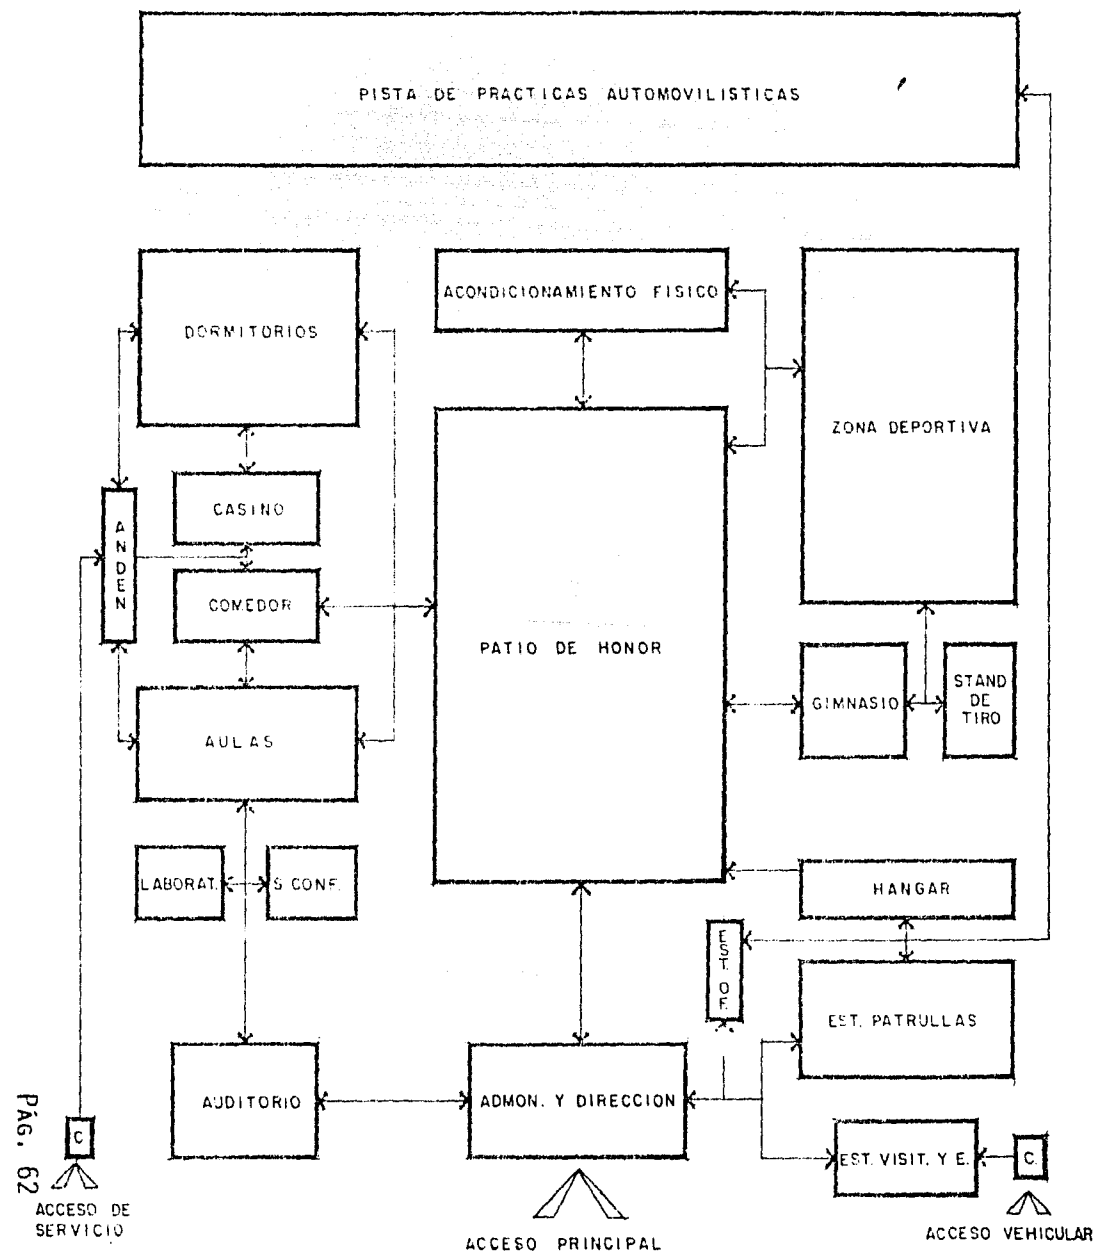 PISTA DE PRACTICAS AUTOMOVILISTICAS
DORMITORIOS
ACONDICIONAMIENTO FISICO
ZONA DEPORTIVA
CASINO
ANDEN
COMEDOR
PATIO DE HONOR
AULAS
GIMNASIO
STAND
DE
TIRO
LABORAT.
S CONF.
HANGAR
EST. OF.
EST. PATRULLAS
AUDITORIO
ADMON. Y DIRECCION
EST. VISIT. Y E.
C.
C
ACCESO DE
SERVICIO
ACCESO PRINCIPAL
ACCESO VEHICULAR
PÁG. 62